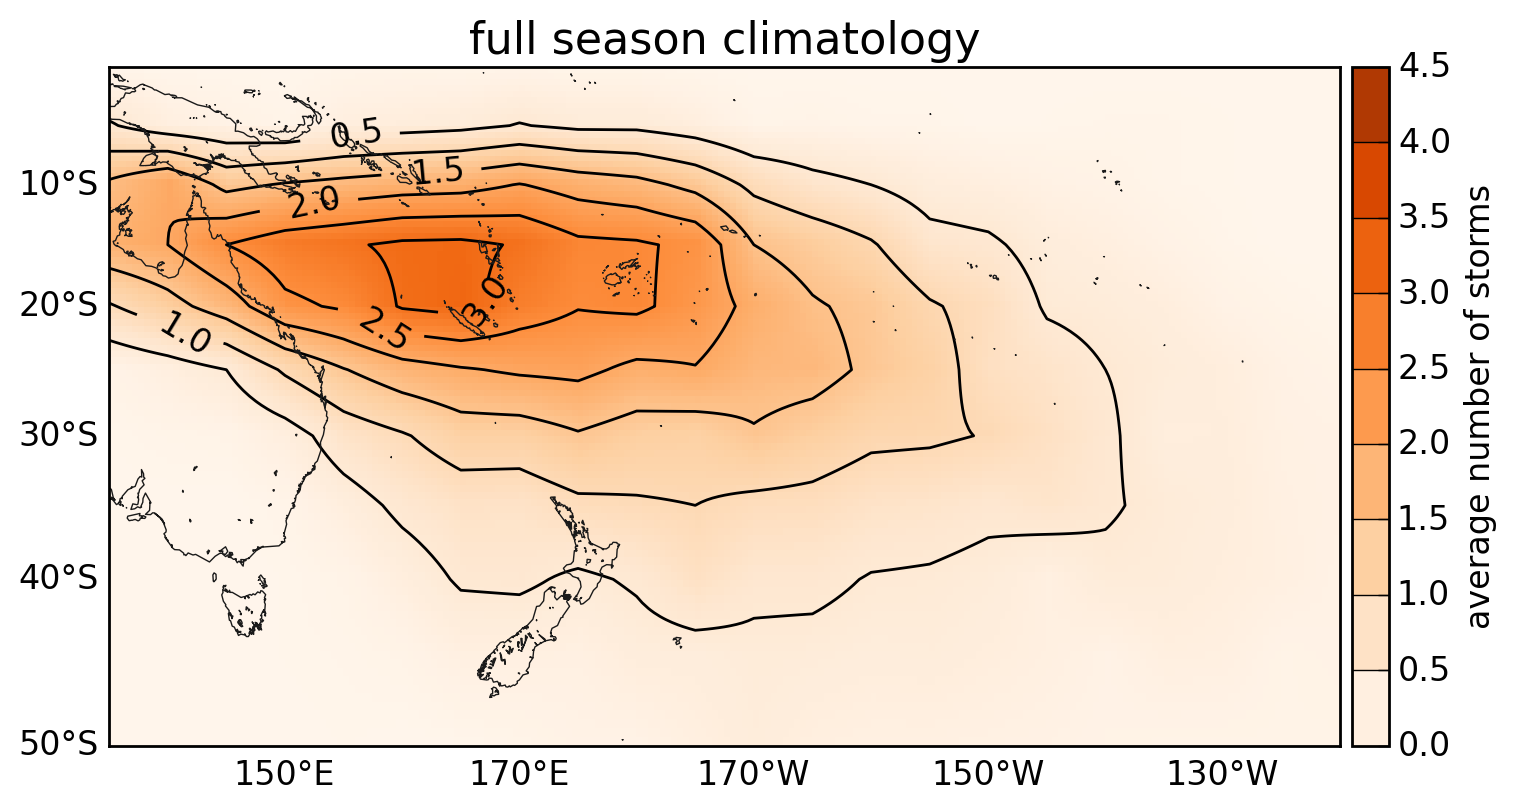 full season climatology
0.5
1.5
2.0
3.0
2.5
1.0
10°S
20°S
30°S
40°S
50°S
150°E
170°E
170°W
150°W
130°W
4.5
4.0
3.5
3.0
2.5
2.0
1.5
1.0
0.5
0.0
average number of storms